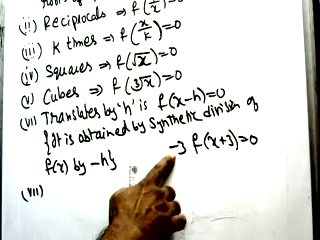 (ii) Reciprocals ⇒ f(1/x)=0
(iii) K times ⇒ f(x/K)=0
(iv) Squares ⇒ f(√x)=0
(v) Cubes ⇒ f(∛x)=0
(vi) Translates by 'h' is f(x-h)=0
{It is obtained by synthetic division of
f(x) by -h} → f(x+3)=0
(vii)